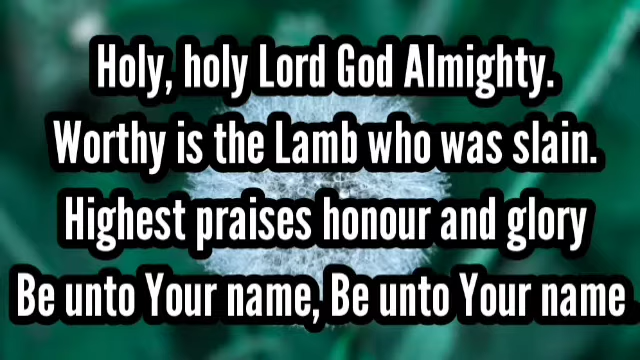 Holy, holy Lord God Almighty.
Worthy is the Lamb who was slain.
Highest praises honour and glory
Be unto Your name, Be unto Your name